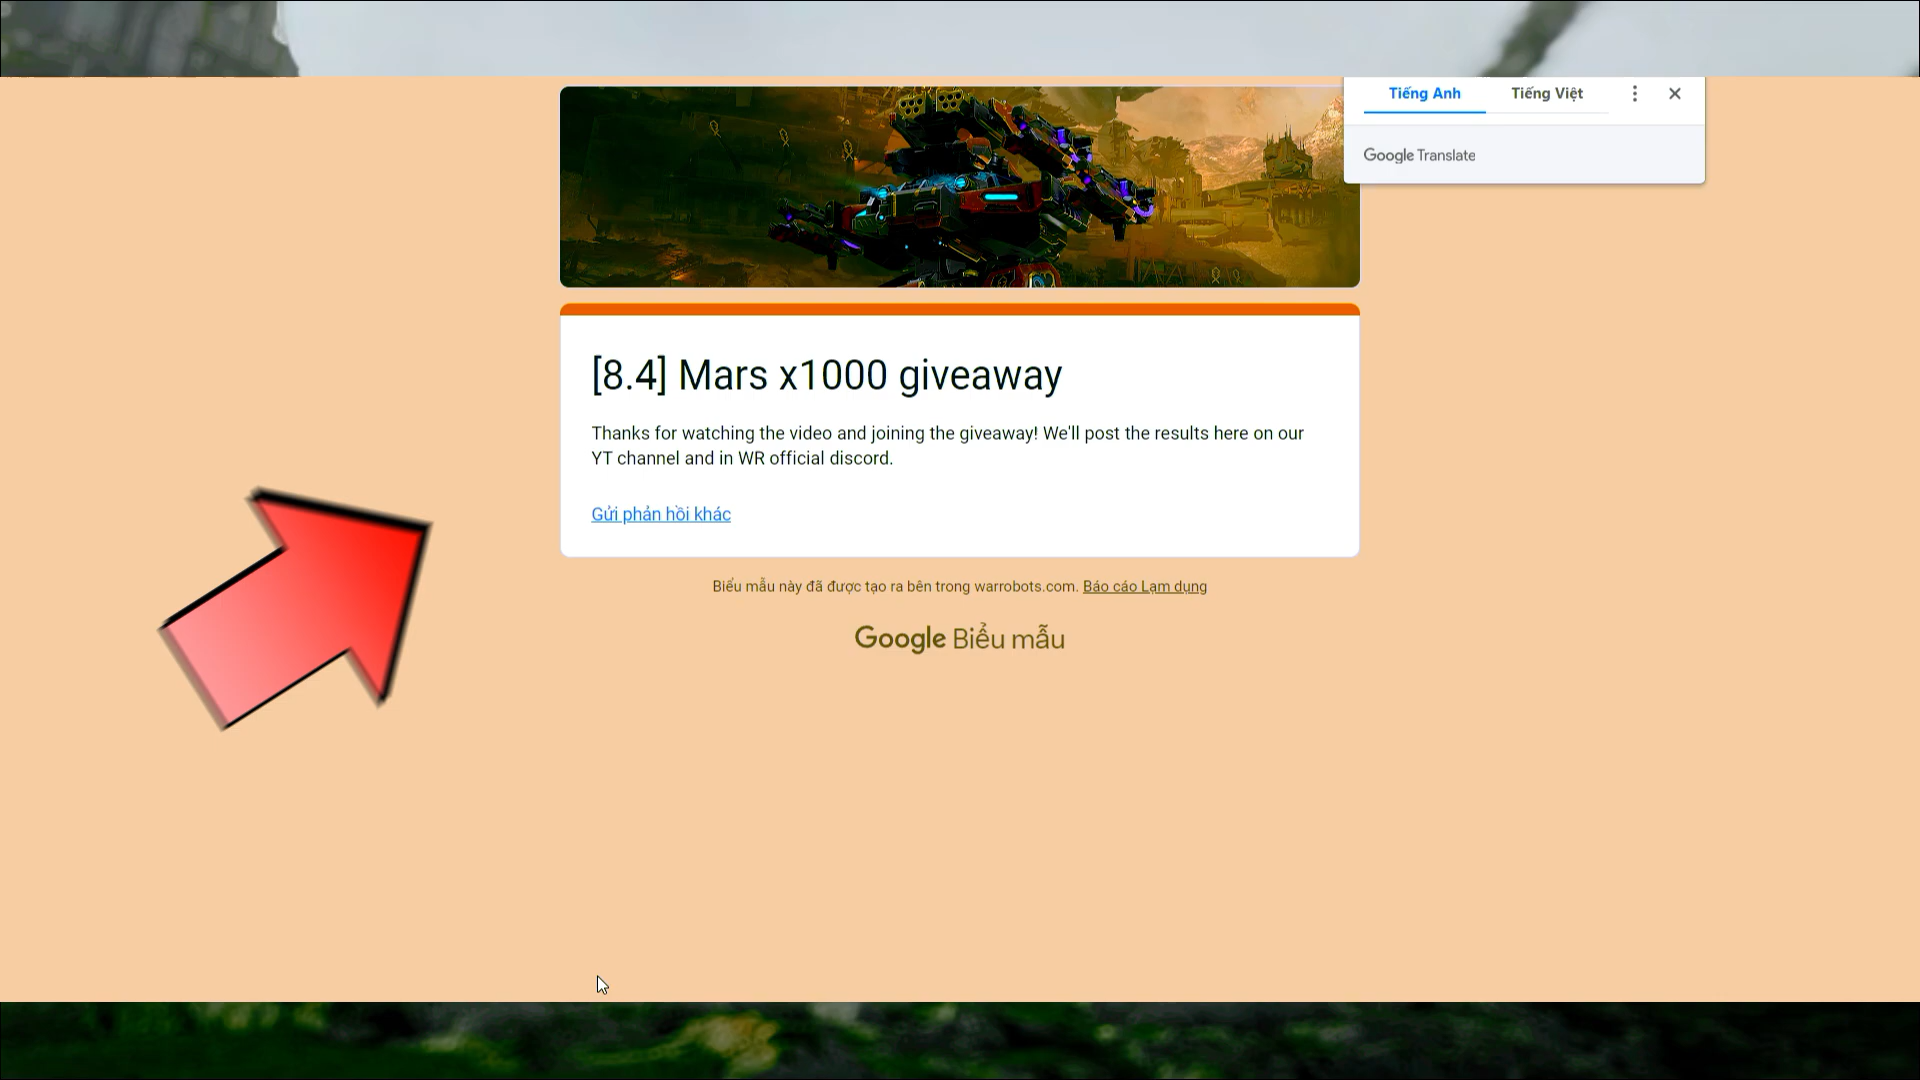 Tiếng Anh Tiếng Việt
Google Translate
[8.4] Mars x1000 giveaway
Thanks for watching the video and joining the giveaway! We'll post the results here on our
YT channel and in WR official discord.
Gửi phản hồi khác
Biểu mẫu này đã được tạo ra bên trong warrobots.com. Báo cáo Lạm dụng
Google Biểu mẫu